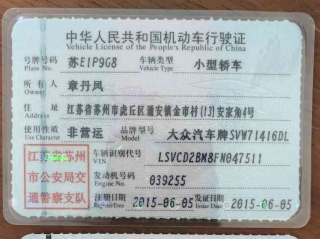 中华人民共和国机动车行驶证
Vehicle License of the People's Republic of China
号牌号码 苏E1P9G8 车辆类型 小型轿车
Plate No. Vehicle Type
所有人 章丹凤
Owner
住址 江苏省苏州市虎丘区通安镇金市村(13)安家角4号
Address
使用性质 非营运 品牌型号 大众汽车牌SVW71416DL
Use Character Model
江苏省苏州
市公安局交
通警察支队
车辆识别代号 LSVCD2BM8FN047511
VIN
发动机号码 039255
Engine No.
注册日期 2015-06-05 发证日期 2015-06-05
Register Date Issue Date